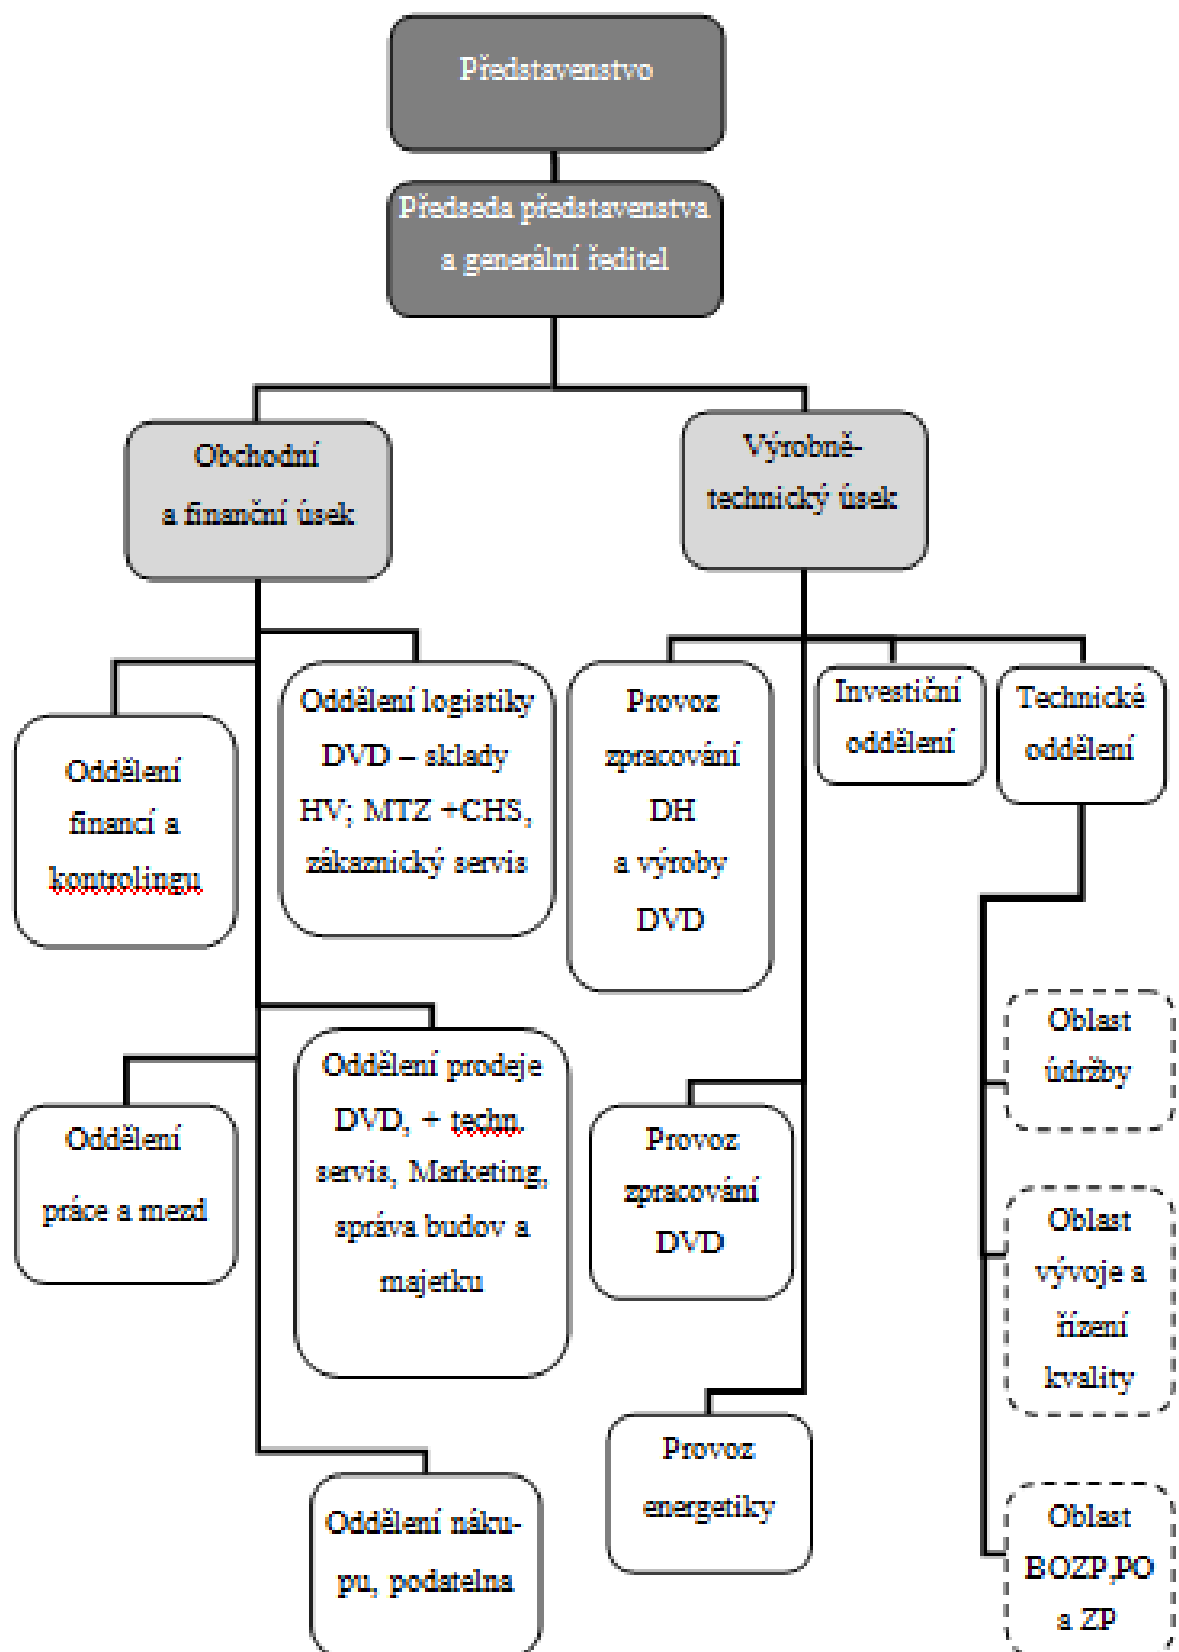 Představenstvo
Předseda představenstva
a generální ředitel
Obchodní
a finanční úsek
Výrobně-
technický úsek
Oddělení
financí a
kontrolingu
Oddělení logistiky
DVD – sklady
HV; MTZ +CHS,
zákaznický servis
Provoz
zpracování
DH
a výroby
DVD
Investiční
oddělení
Technické
oddělení
Oddělení
práce a mezd
Oddělení prodeje
DVD, + techn.
servis, Marketing,
správa budov a
majetku
Provoz
zpracování
DVD
Oblast
údržby
Oblast
vývoje a
řízení
kvality
Oddělení náku-
pu, podatelna
Provoz
energetiky
Oblast
BOZP,PO
a ZP